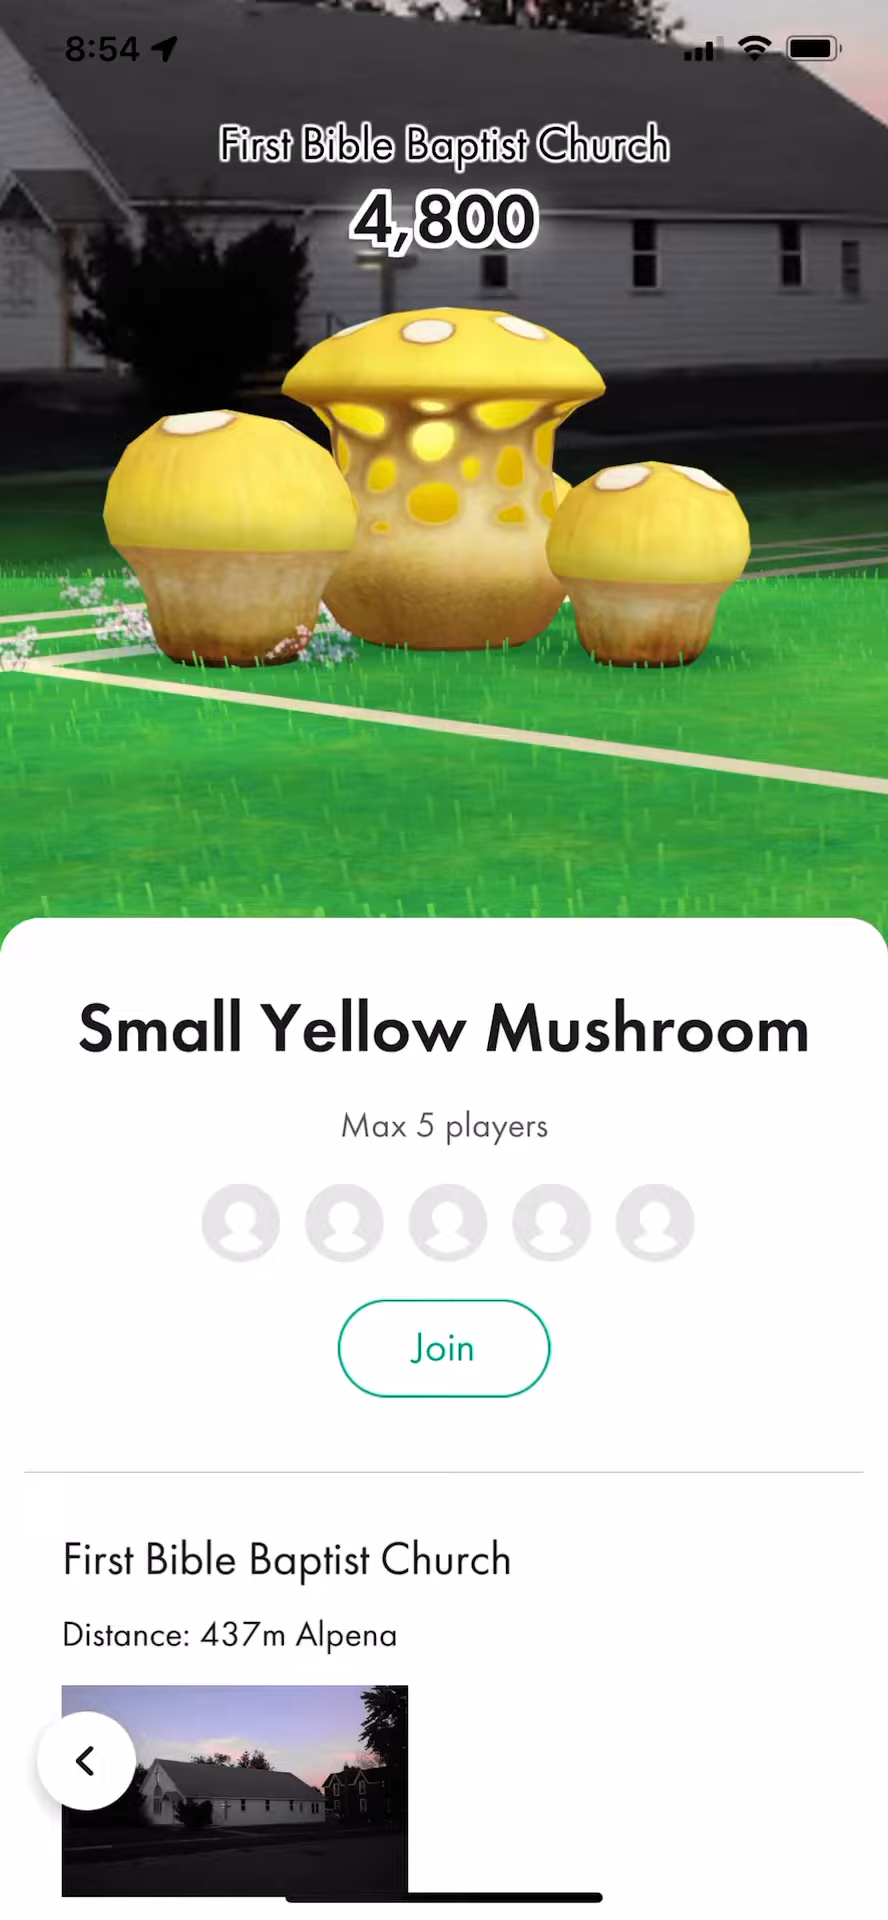 8:54
First Bible Baptist Church
4,800
Small Yellow Mushroom
Max 5 players
Join
First Bible Baptist Church
Distance: 437m Alpena